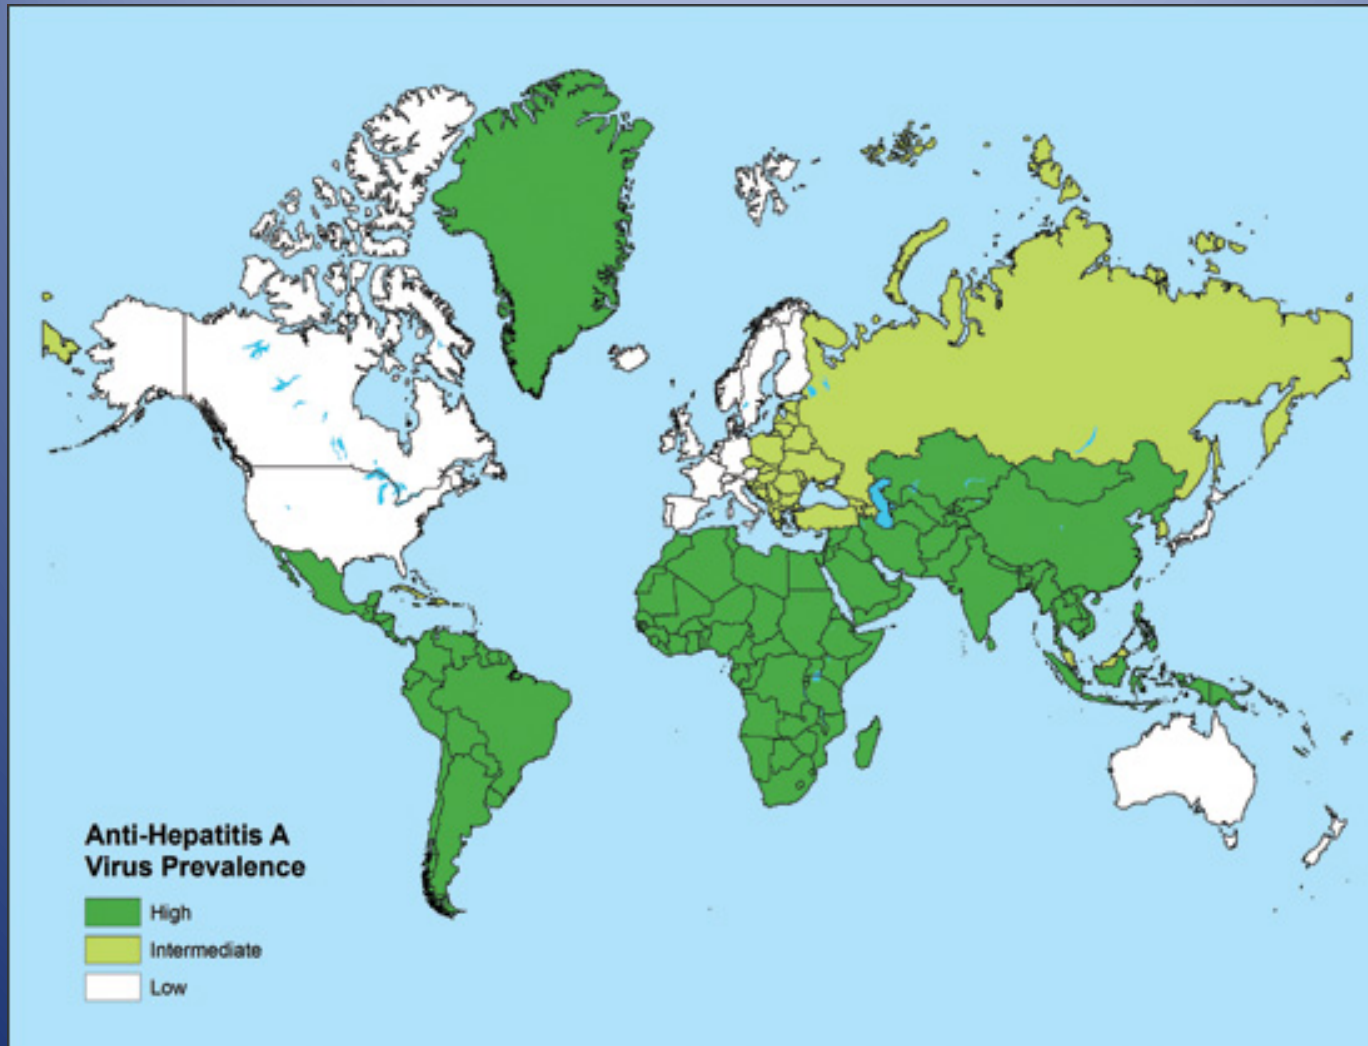 Anti-Hepatitis A
Virus Prevalence
High
Intermediate
Low